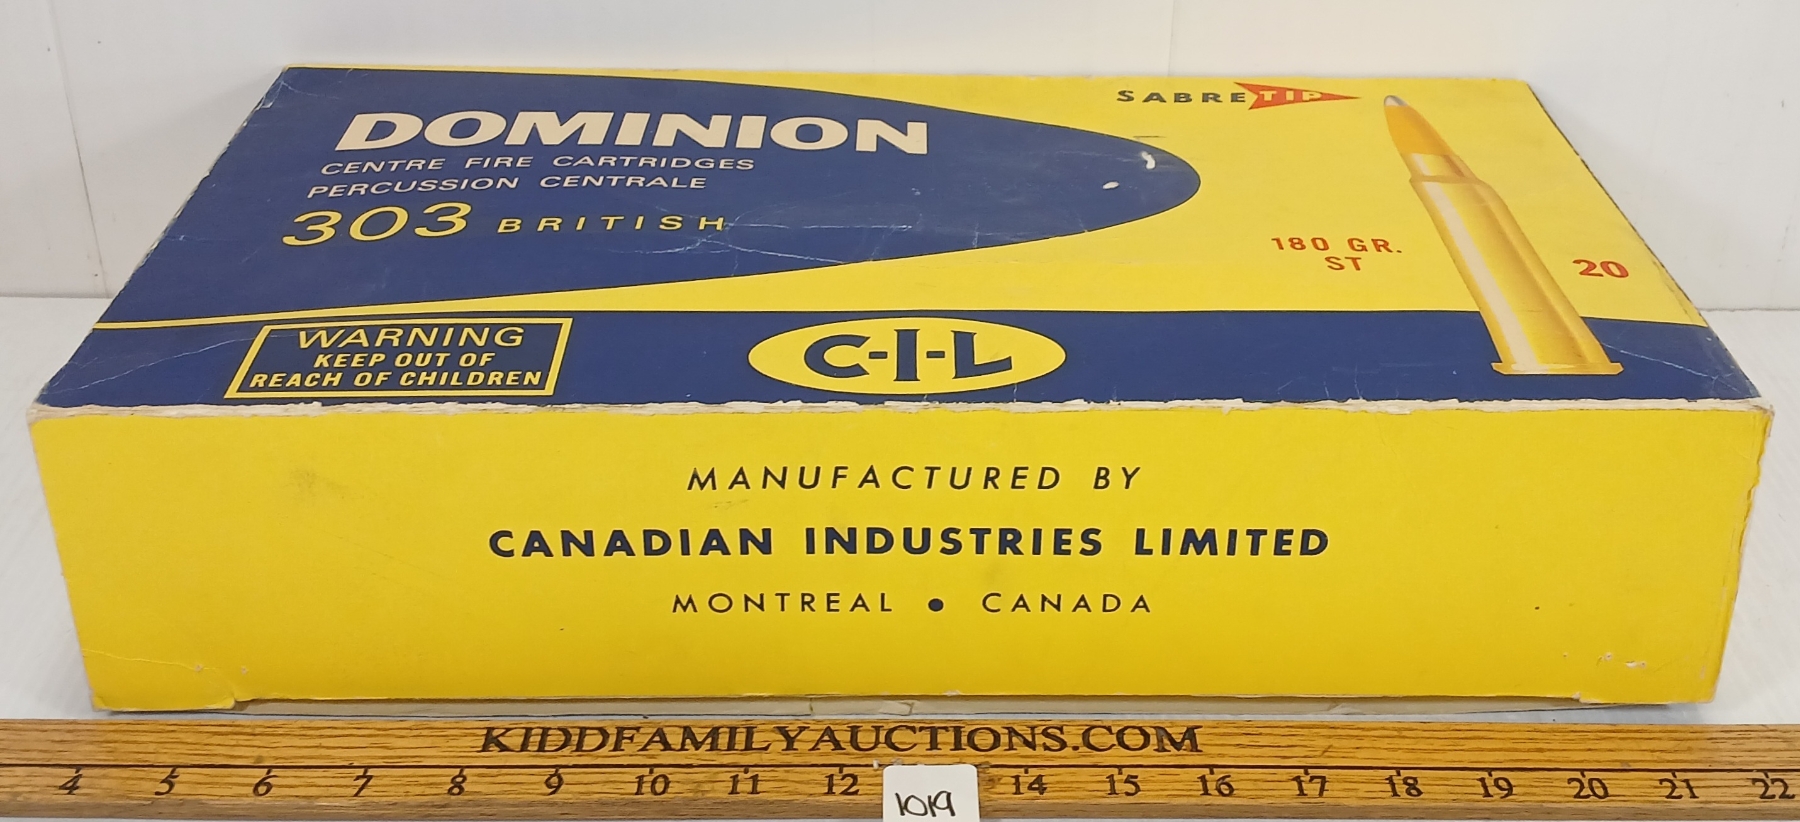 DOMINION
CENTRE FIRE CARTRIDGES
PERCUSSION CENTRALE
303 BRITISH
SABRE TIP
180 GR.
ST
20
WARNING
KEEP OUT OF
REACH OF CHILDREN
C-I-L
MANUFACTURED BY
CANADIAN INDUSTRIES LIMITED
MONTREAL • CANADA
KIDDFAMILYAUCTIONS.COM
4 5 6 7 8 9 10 11 12 14 15 16 17 18 19 20 21 22
1019